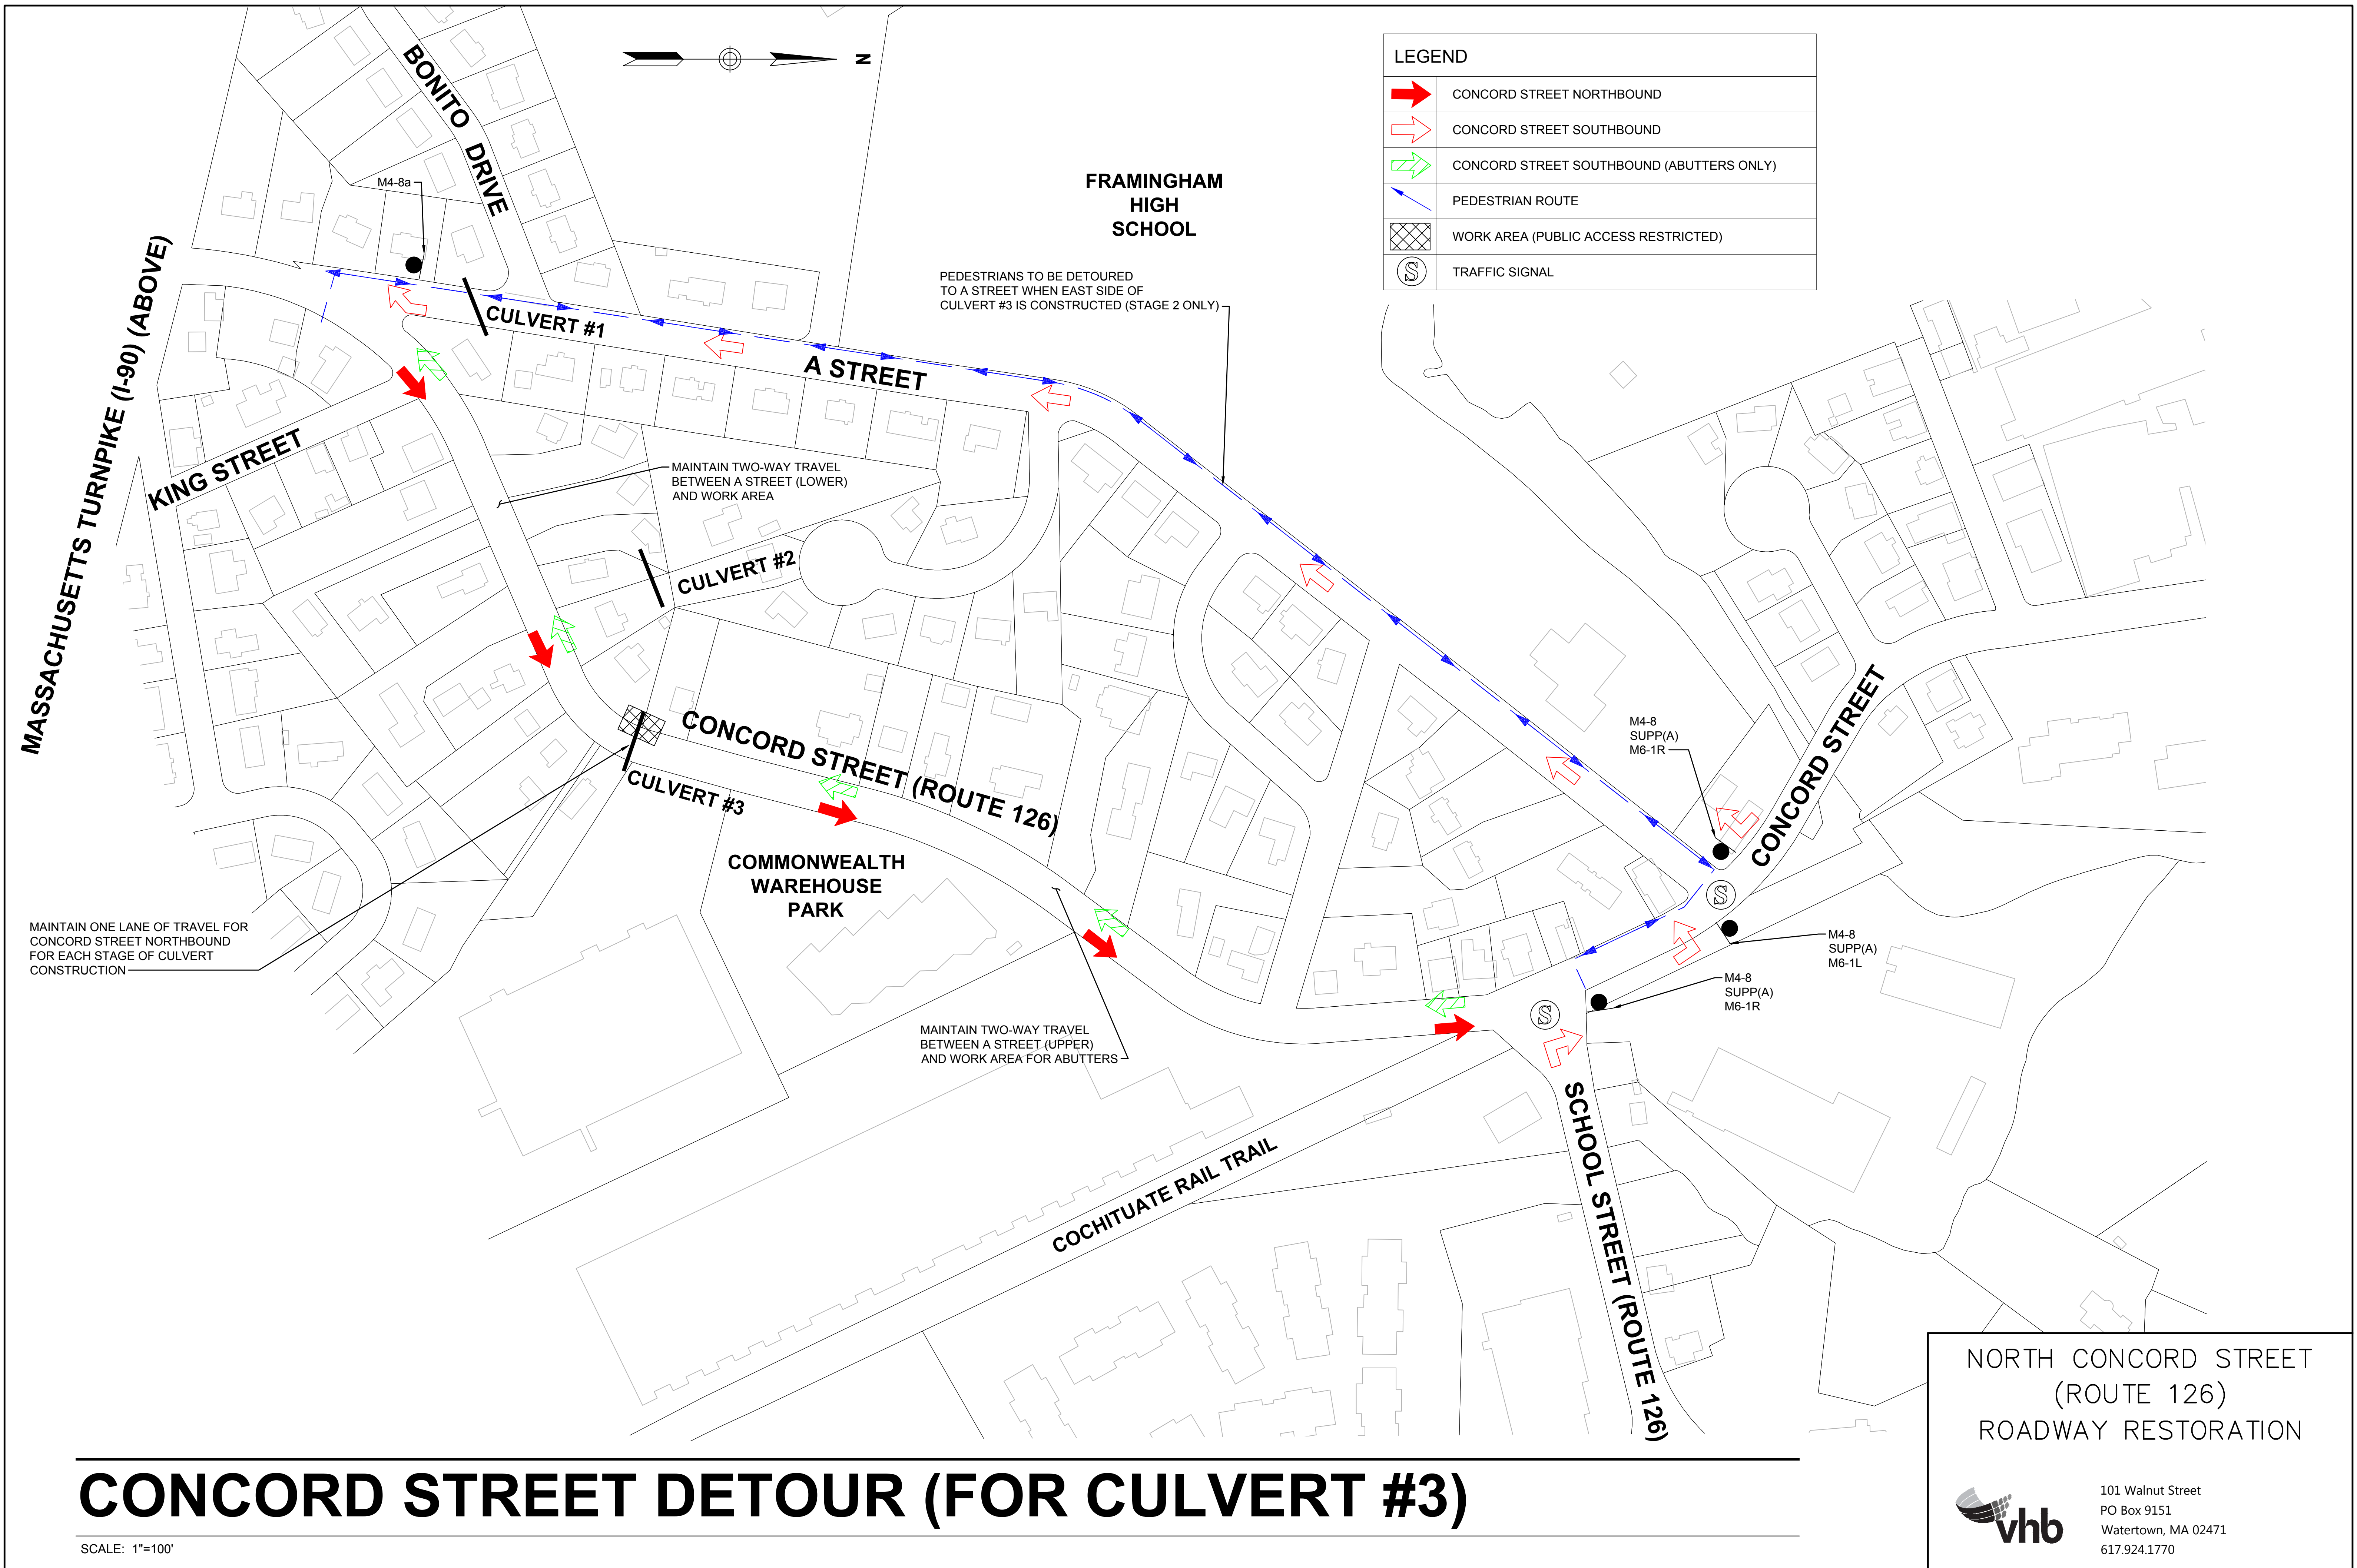 BONITO DRIVE
N
LEGEND
CONCORD STREET NORTHBOUND
CONCORD STREET SOUTHBOUND
CONCORD STREET SOUTHBOUND (ABUTTERS ONLY)
PEDESTRIAN ROUTE
WORK AREA (PUBLIC ACCESS RESTRICTED)
S
TRAFFIC SIGNAL
M4-8a
FRAMINGHAM
HIGH
SCHOOL
PEDESTRIANS TO BE DETOURED
TO A STREET WHEN EAST SIDE OF
CULVERT #3 IS CONSTRUCTED (STAGE 2 ONLY)
MASSACHUSETTS TURNPIKE (I-90) (ABOVE)
CULVERT #1
A STREET
KING STREET
MAINTAIN TWO-WAY TRAVEL
BETWEEN A STREET (LOWER)
AND WORK AREA
CULVERT #2
CONCORD STREET (ROUTE 126)
CULVERT #3
M4-8
SUPP(A)
M6-1R
CONCORD STREET
S
COMMONWEALTH
WAREHOUSE
PARK
MAINTAIN ONE LANE OF TRAVEL FOR
CONCORD STREET NORTHBOUND
FOR EACH STAGE OF CULVERT
CONSTRUCTION
M4-8
SUPP(A)
M6-1L
M4-8
SUPP(A)
M6-1R
S
MAINTAIN TWO-WAY TRAVEL
BETWEEN A STREET (UPPER)
AND WORK AREA FOR ABUTTERS
COCHITUATE RAIL TRAIL
SCHOOL STREET (ROUTE 126)
NORTH CONCORD STREET
(ROUTE 126)
ROADWAY RESTORATION
vhb
101 Walnut Street
PO Box 9151
Watertown, MA 02471
617.924.1770
CONCORD STREET DETOUR (FOR CULVERT #3)
SCALE: 1"=100'